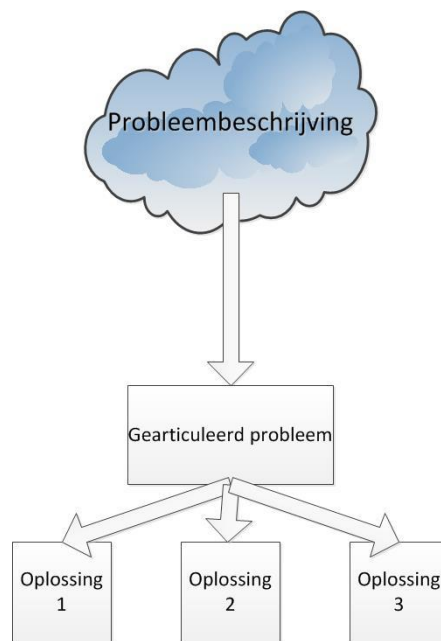 Probleembeschrijving
Gearticuleerd probleem
Oplossing
1
Oplossing
2
Oplossing
3